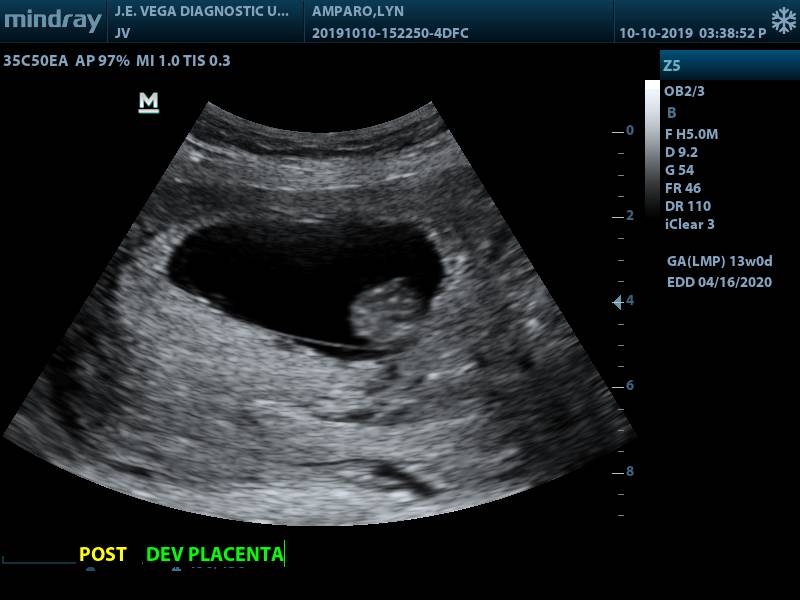 mindray
J.E. VEGA DIAGNOSTIC U...
JV
AMPARO,LYN
20191010-152250-4DFC
10-10-2019 03:38:52 P
35C50EA AP 97% MI 1.0 TIS 0.3
Z5
M
OB2/3
B
F H5.0M
D 9.2
G 54
FR 46
DR 110
iClear 3
GA(LMP) 13w0d
EDD 04/16/2020
0
2
4
6
8
POST DEV PLACENTA